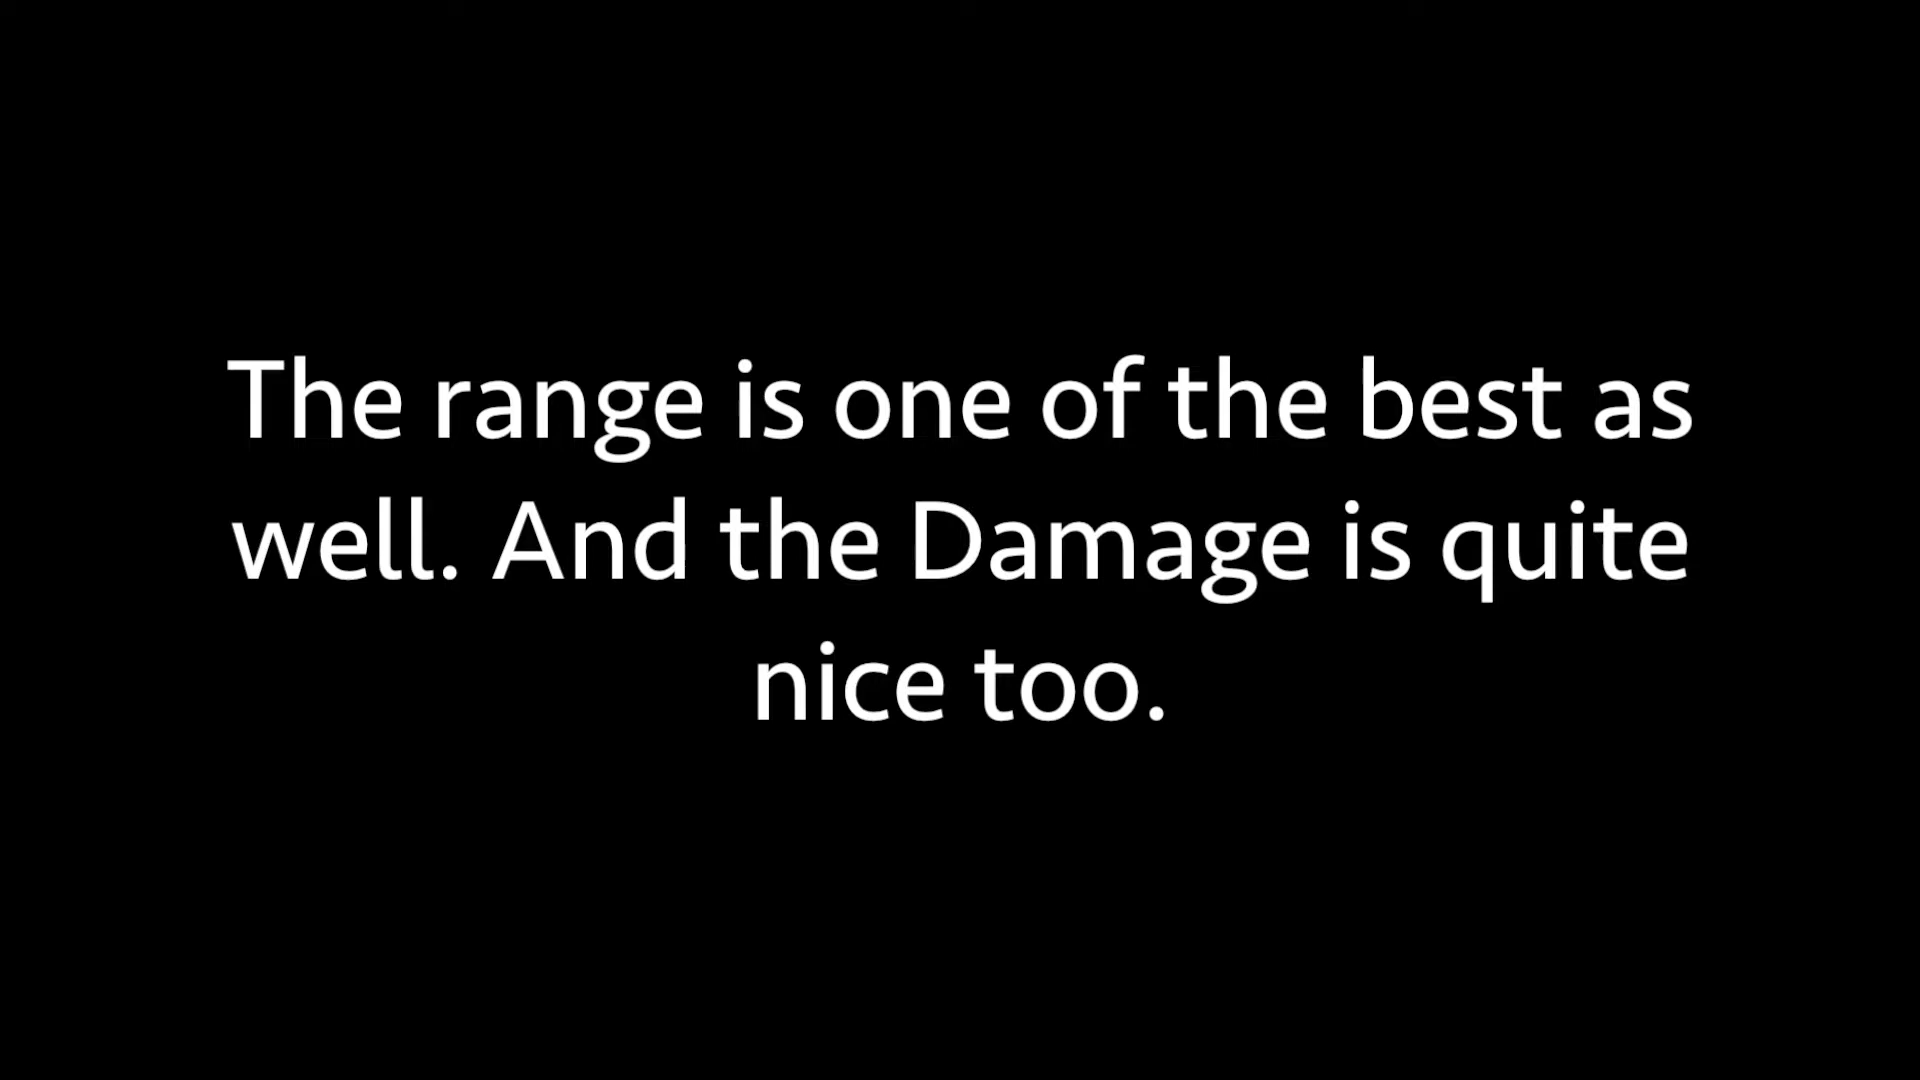 The range is one of the best as
well. And the Damage is quite
nice too.